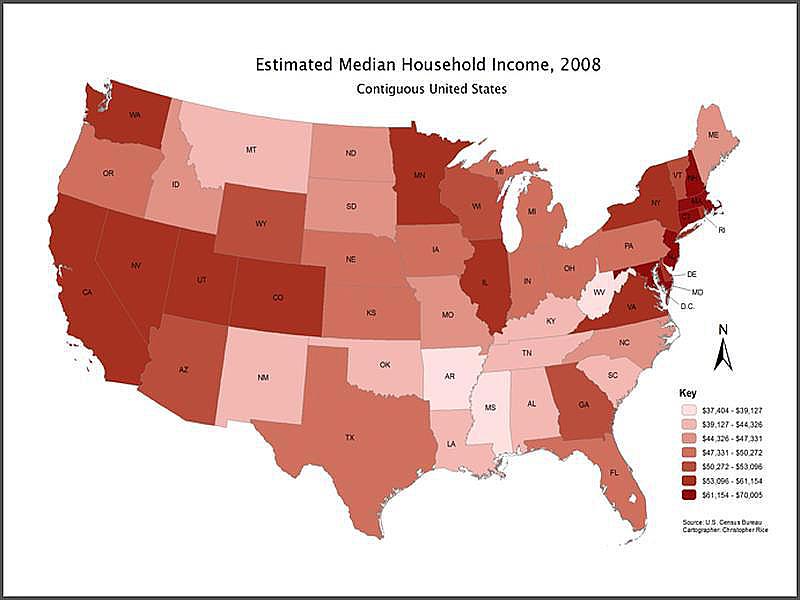 Estimated Median Household Income, 2008
Contiguous United States
WA
MT
ND
MN
ME
OR
ID
SD
WI
MI
MI
VT
NH
NY
MA
CT
RI
WY
IA
NE
PA
NV
UT
CO
IL
IN
OH
DE
MD
D.C.
CA
KS
MO
WV
VA
KY
AZ
NM
OK
AR
TN
NC
N
SC
MS
AL
GA
TX
LA
FL
Key
$37,404 - $39,127
$39,127 - $44,326
$44,326 - $47,331
$47,331 - $50,272
$50,272 - $53,096
$53,096 - $61,154
$61,154 - $70,005
Source: U.S. Census Bureau
Cartographer: Christopher Rice